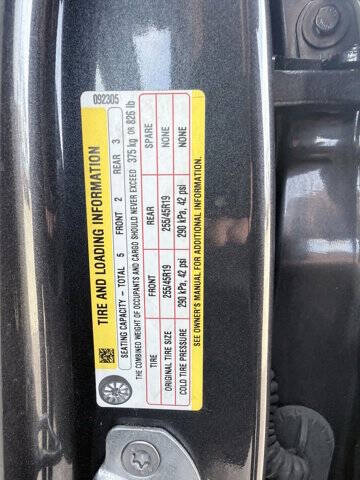 092305
TIRE AND LOADING INFORMATION
SEATING CAPACITY - TOTAL 5 FRONT 2 REAR 3
THE COMBINED WEIGHT OF OCCUPANTS AND CARGO SHOULD NEVER EXCEED 375 kg OR 826 lb
TIRE FRONT REAR SPARE
ORIGINAL TIRE SIZE 255/45R19 255/45R19 NONE
COLD TIRE PRESSURE 290 kPa, 42 psi 290 kPa, 42 psi NONE
SEE OWNER'S MANUAL FOR ADDITIONAL INFORMATION.